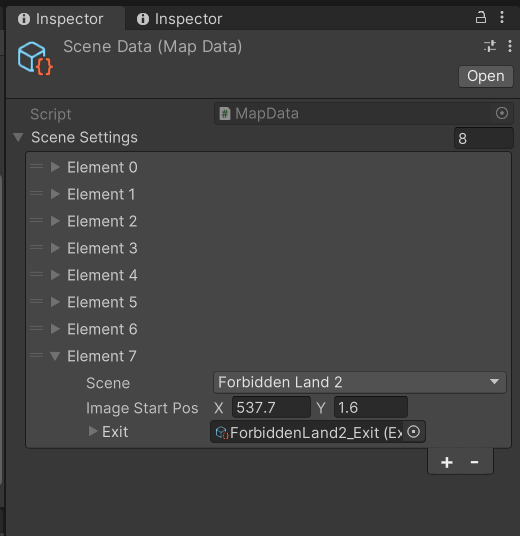 Inspector Inspector
Scene Data (Map Data)
Open
Script MapData
Scene Settings 8
Element 0
Element 1
Element 2
Element 3
Element 4
Element 5
Element 6
Element 7
Scene Forbidden Land 2
Image Start Pos X 537.7 Y 1.6
Exit ForbiddenLand2_Exit (Ex
+ -